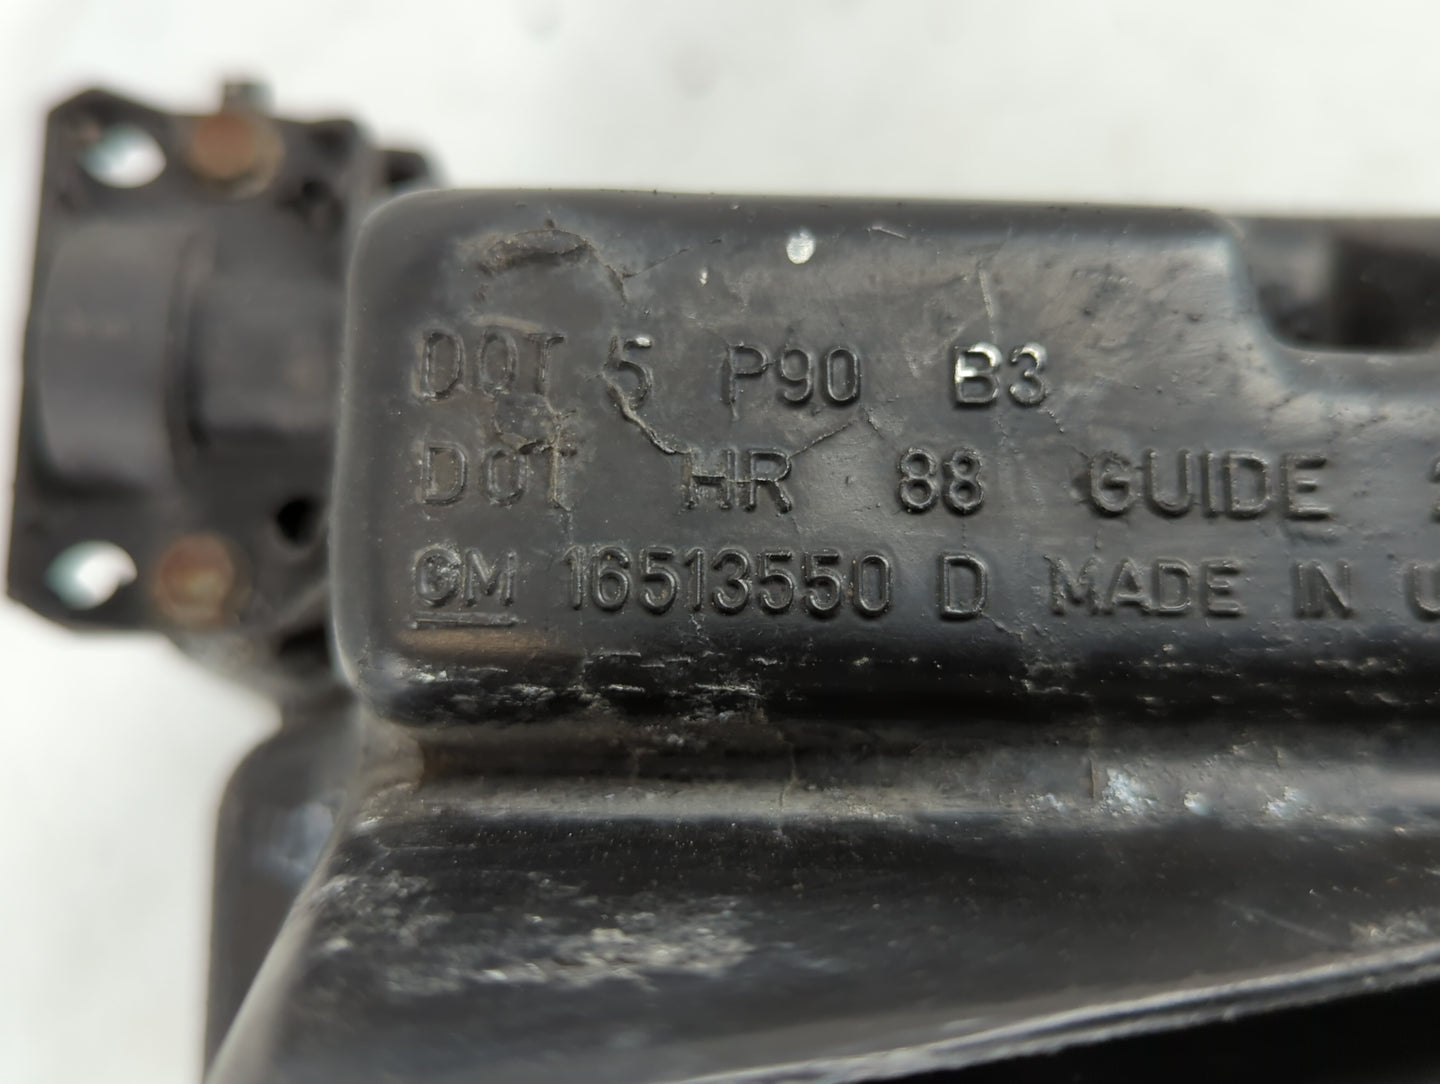 DOT 5 P90 B3
DOT HR 88 GUIDE
GM 16513550 D MADE IN